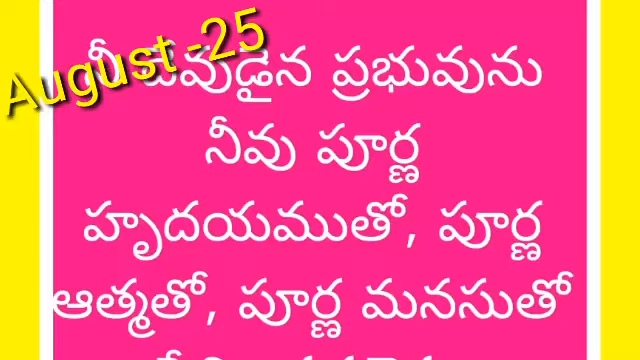 August -25
ప్రభువును
నీవు పూర్ణ
హృదయముతో, పూర్ణ
ఆత్మతో, పూర్ణ మనసుతో